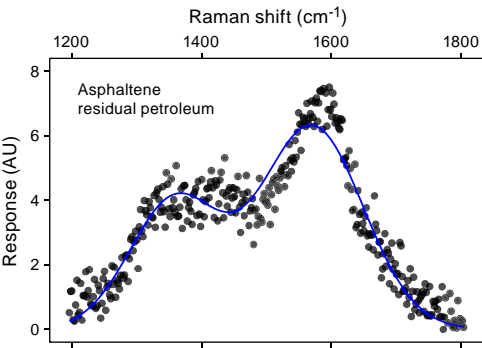 Raman shift (cm⁻¹)
1200 1400 1600 1800
Asphaltene
residual petroleum
Response (AU)
8
6
4
2
0